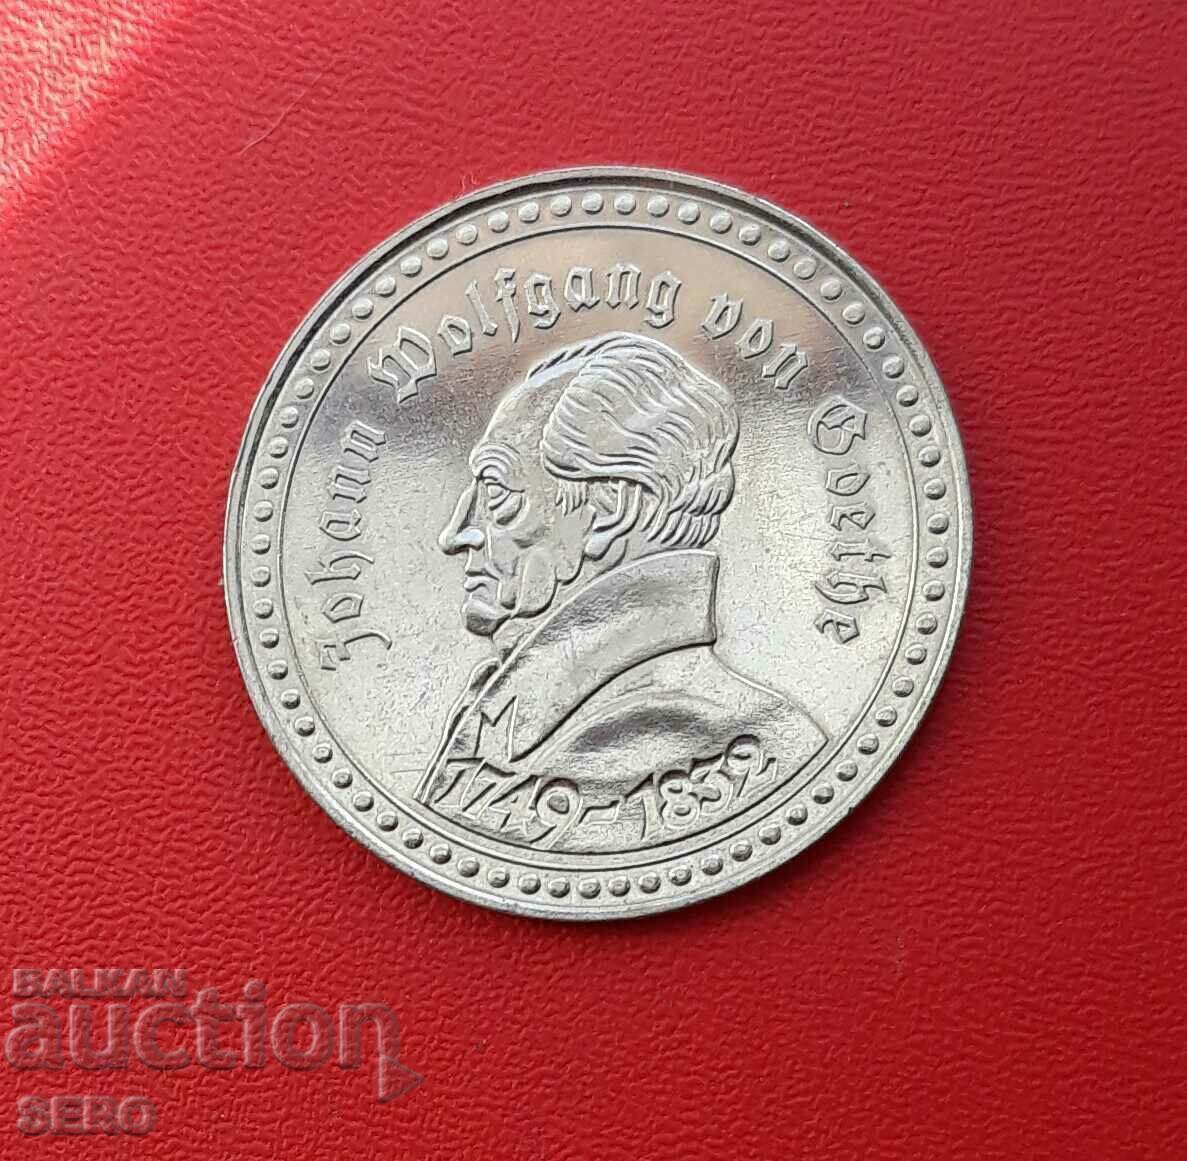 Johann Wolfgang von Goethe
M
1749-1832
BALKAN
auction
SERO